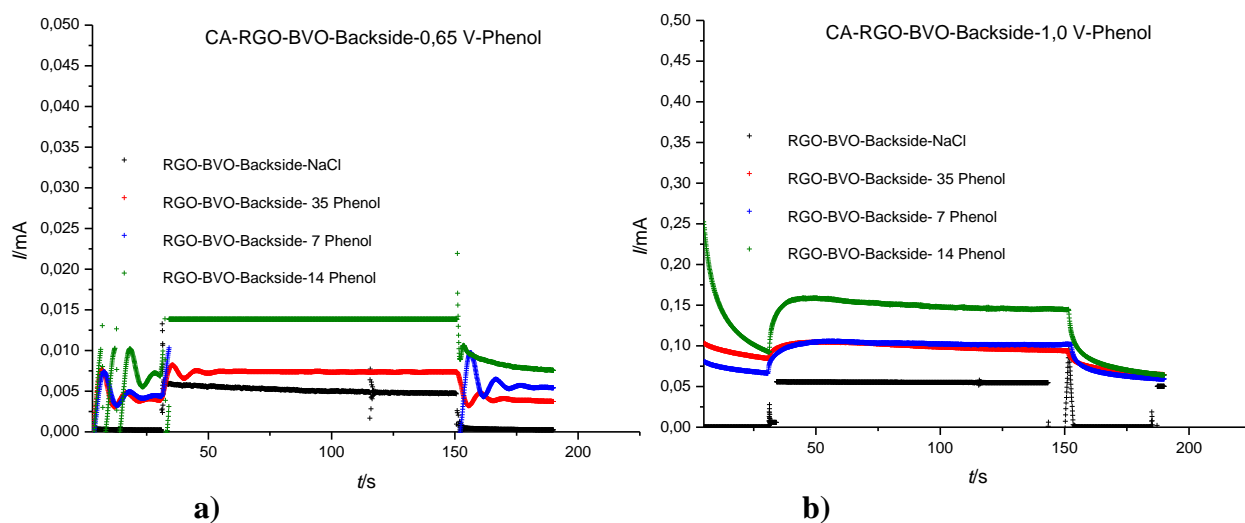 CA-RGO-BVO-Backside-0,65 V-Phenol
RGO-BVO-Backside-NaCl
RGO-BVO-Backside- 35 Phenol
RGO-BVO-Backside- 7 Phenol
RGO-BVO-Backside-14 Phenol
0,050
0,045
0,040
0,035
0,030
0,025
0,020
0,015
0,010
0,005
0,000
I/mA
50
100
150
200
t/s
a)
CA-RGO-BVO-Backside-1,0 V-Phenol
RGO-BVO-Backside-NaCl
RGO-BVO-Backside- 35 Phenol
RGO-BVO-Backside- 7 Phenol
RGO-BVO-Backside- 14 Phenol
0,50
0,45
0,40
0,35
0,30
0,25
0,20
0,15
0,10
0,05
0,00
I/mA
50
100
150
200
t/s
b)